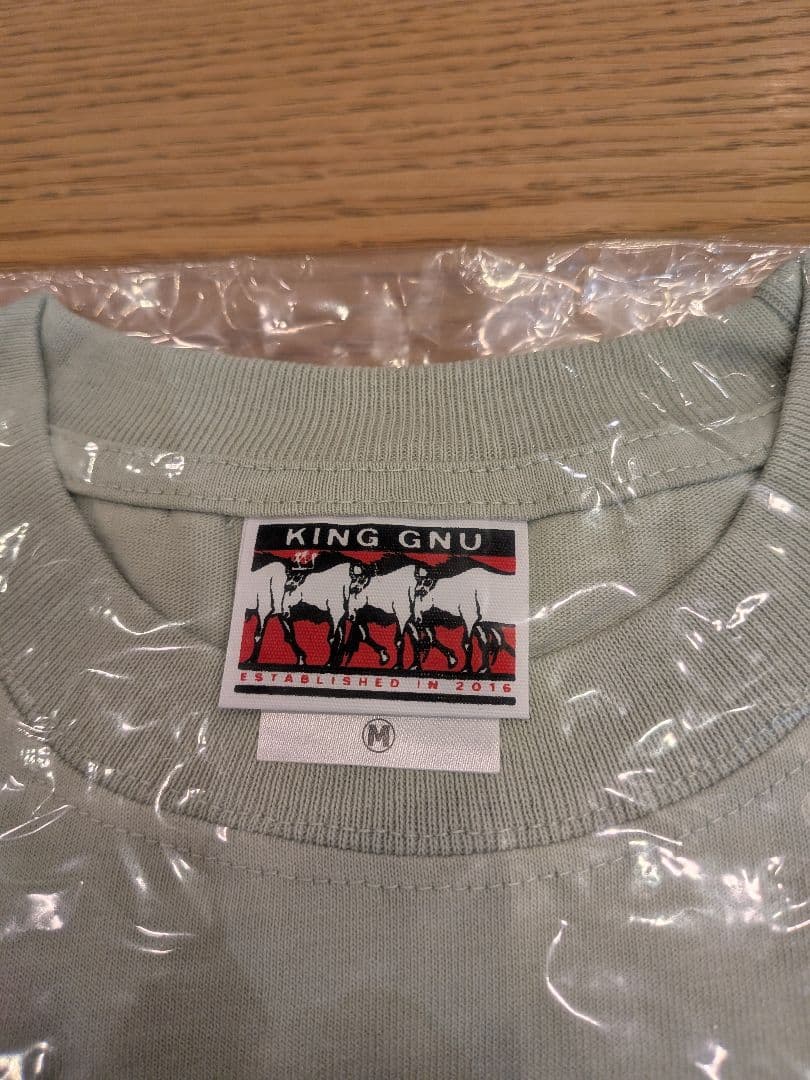 KING GNU
ESTABLISHED IN 2016
M